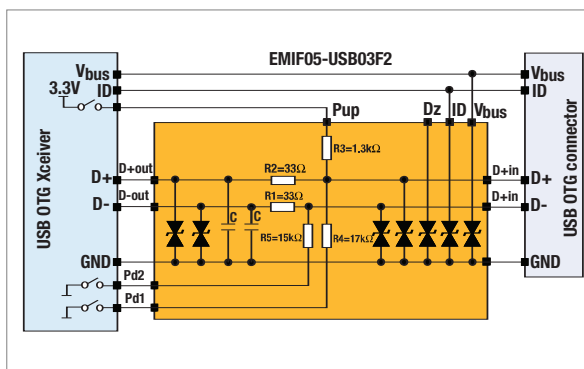 EMIF05-USB03F2
Vbus
ID
3.3V
Pup
Dz
ID
Vbus
Vbus
ID
R3=1.3kΩ
D+out
R2=33Ω
D+in
D+
D+
D-out
R1=33Ω
D+in
D-
D-
C
C
R5=15kΩ
R4=17kΩ
GND
GND
Pd2
Pd1
USB OTG Xceiver
USB OTG connector